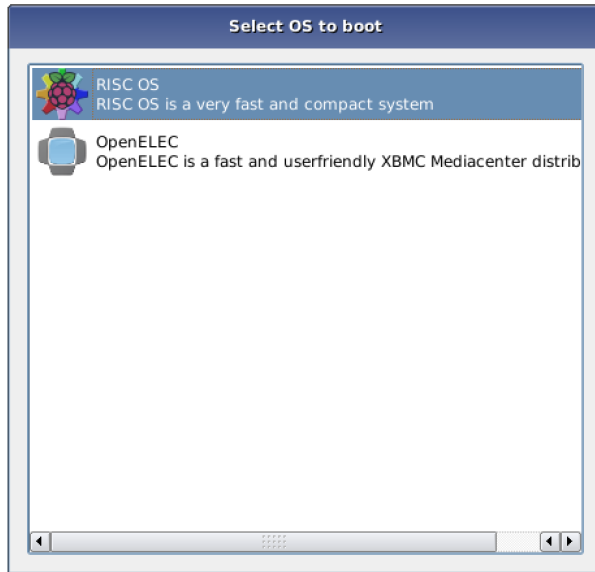 Select OS to boot
RISC OS
RISC OS is a very fast and compact system
OpenELEC
OpenELEC is a fast and userfriendly XBMC Mediacenter distrib